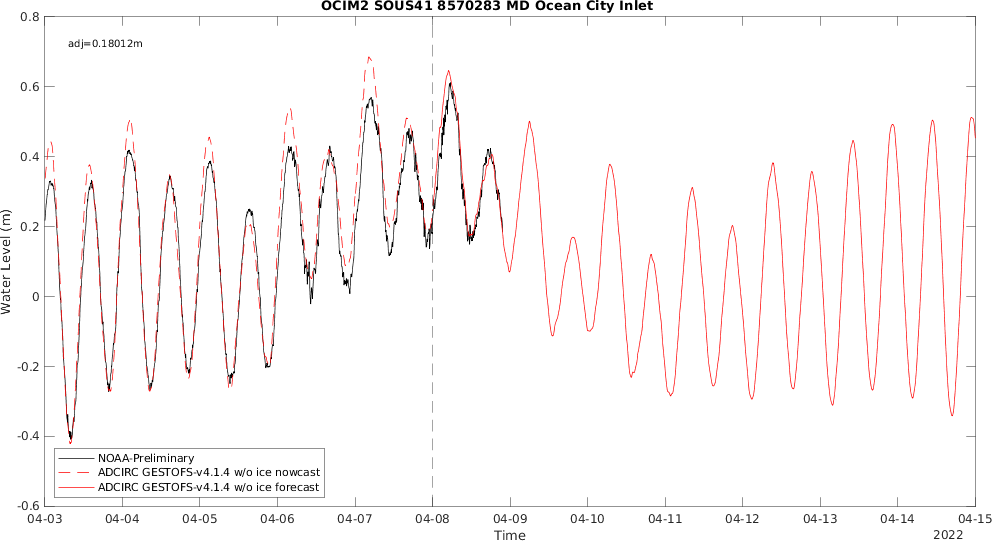 OCIM2 SOUS41 8570283 MD Ocean City Inlet
adj=0.18012m
0.8
0.6
0.4
0.2
0
-0.2
-0.4
-0.6
Water Level (m)
NOAA-Preliminary
ADCIRC GESTOFS-v4.1.4 w/o ice nowcast
ADCIRC GESTOFS-v4.1.4 w/o ice forecast
04-03 04-04 04-05 04-06 04-07 04-08 04-09 04-10 04-11 04-12 04-13 04-14 04-15
Time
2022